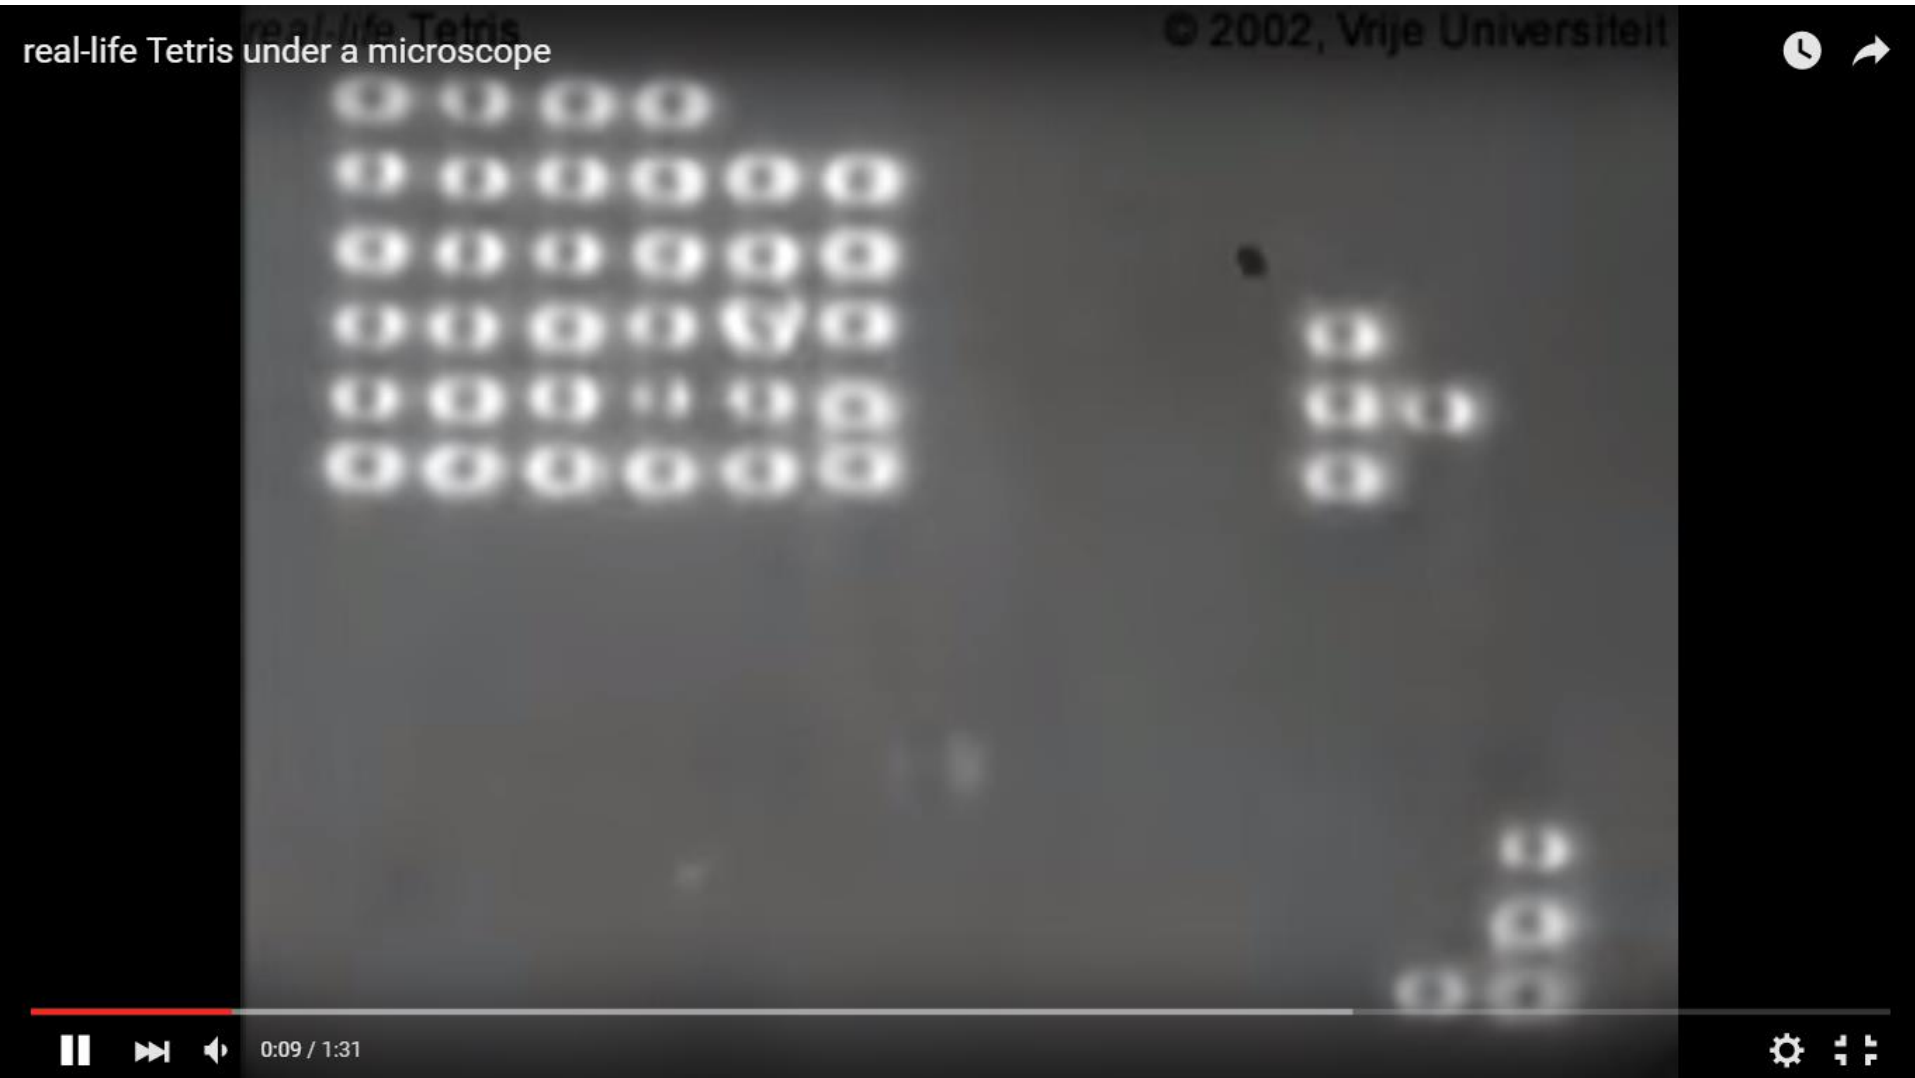 real-life Tetris
© 2002, Vrije Universiteit
real-life Tetris under a microscope
0:09 / 1:31